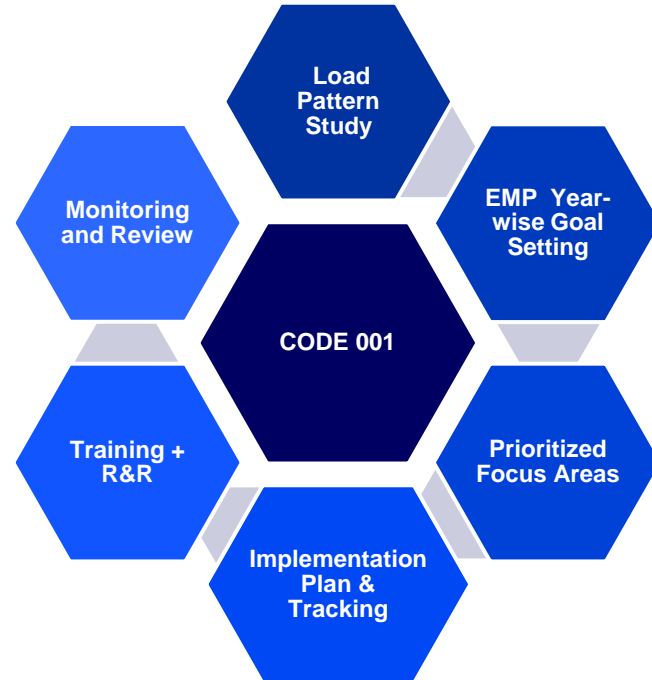 Load
Pattern
Study
EMP  Year-
wise Goal
Setting
Prioritized
Focus Areas
Implementation
Plan &
Tracking
Training +
R&R
Monitoring
and Review
CODE 001